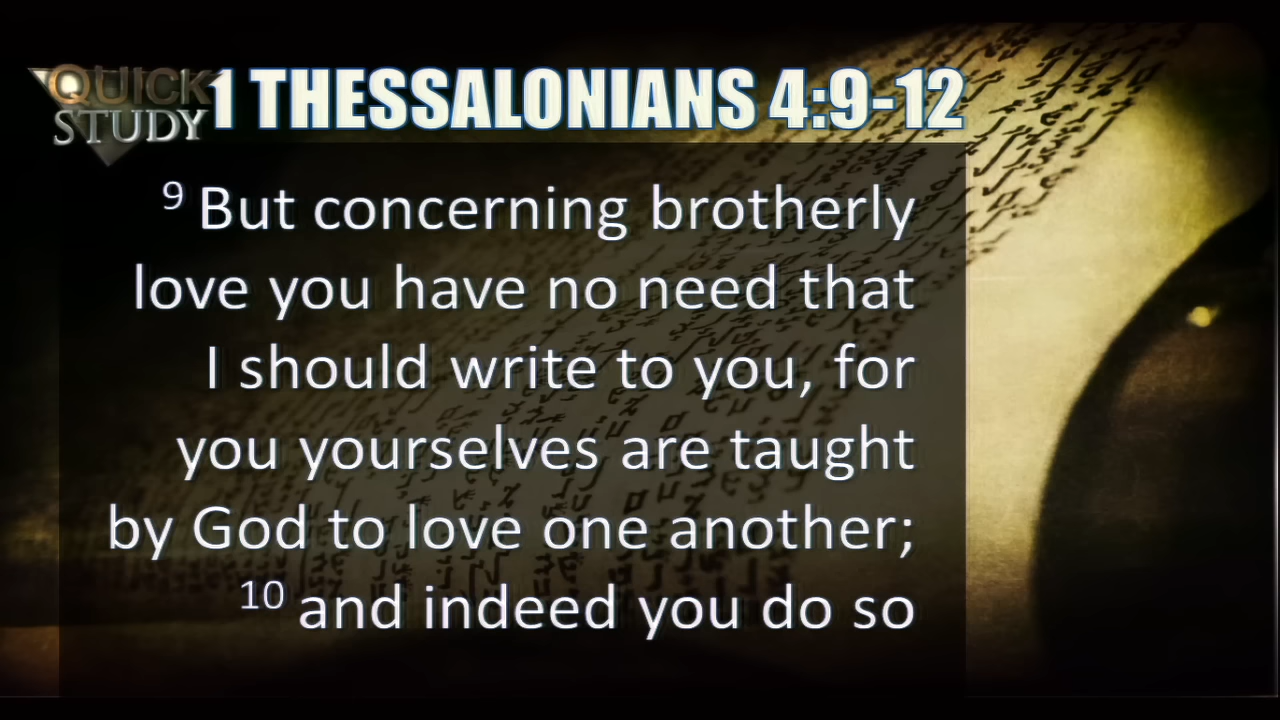 QUICK
STUDY
1 THESSALONIANS 4:9-12
9 But concerning brotherly
love you have no need that
I should write to you, for
you yourselves are taught
by God to love one another;
10 and indeed you do so